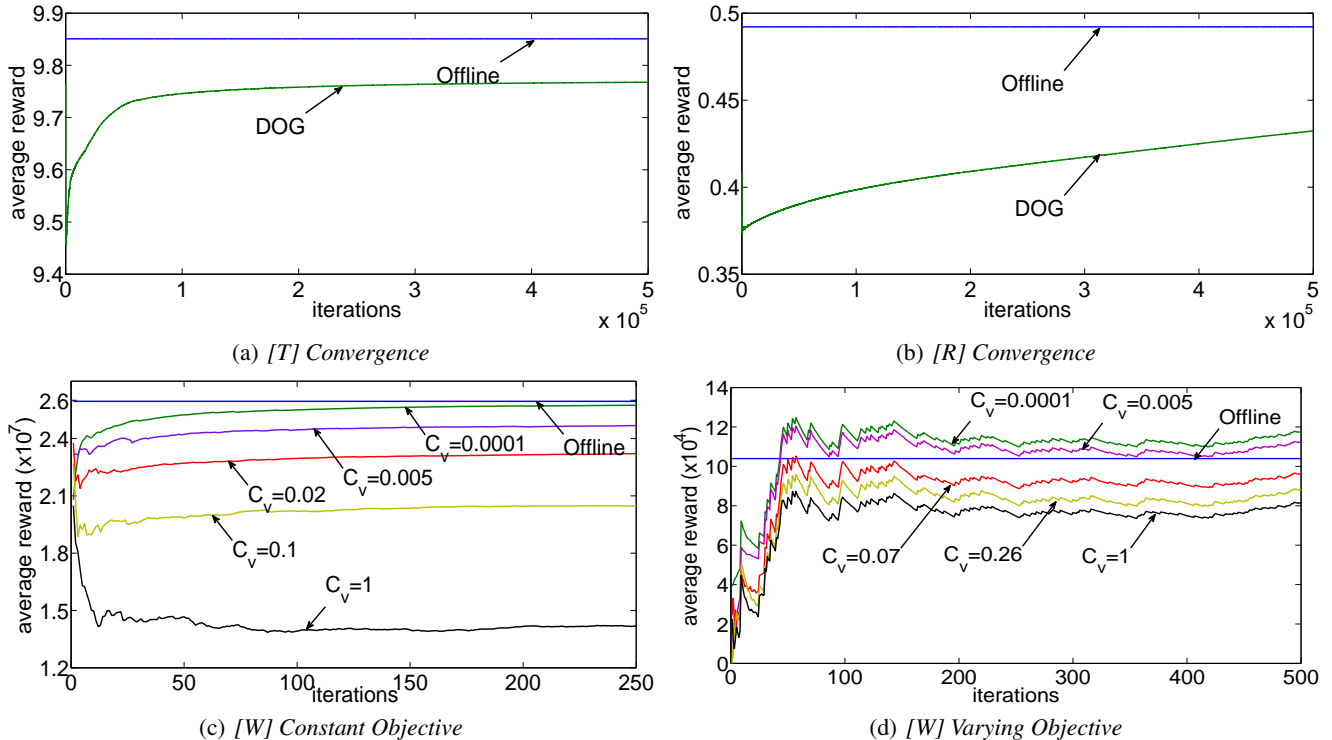 9.9
9.8
9.7
9.6
9.5
9.4
average reward
Offline
DOG
0 1 2 3 4 5
iterations
x 10^5
(a) [T] Convergence
0.5
0.45
0.4
0.35
average reward
Offline
DOG
0 1 2 3 4 5
iterations
x 10^5
(b) [R] Convergence
2.6
2.4
2.1
1.8
1.5
1.2
average reward (x10^7)
C_v=0.0001
Offline
C_v=0.005
C_v=0.02
C_v=0.1
C_v=1
0 50 100 150 200 250
iterations
(c) [W] Constant Objective
14
12
10
8
6
4
2
0
average reward (x10^4)
C_v=0.0001
C_v=0.005
Offline
C_v=0.07
C_v=0.26
C_v=1
0 100 200 300 400 500
iterations
(d) [W] Varying Objective